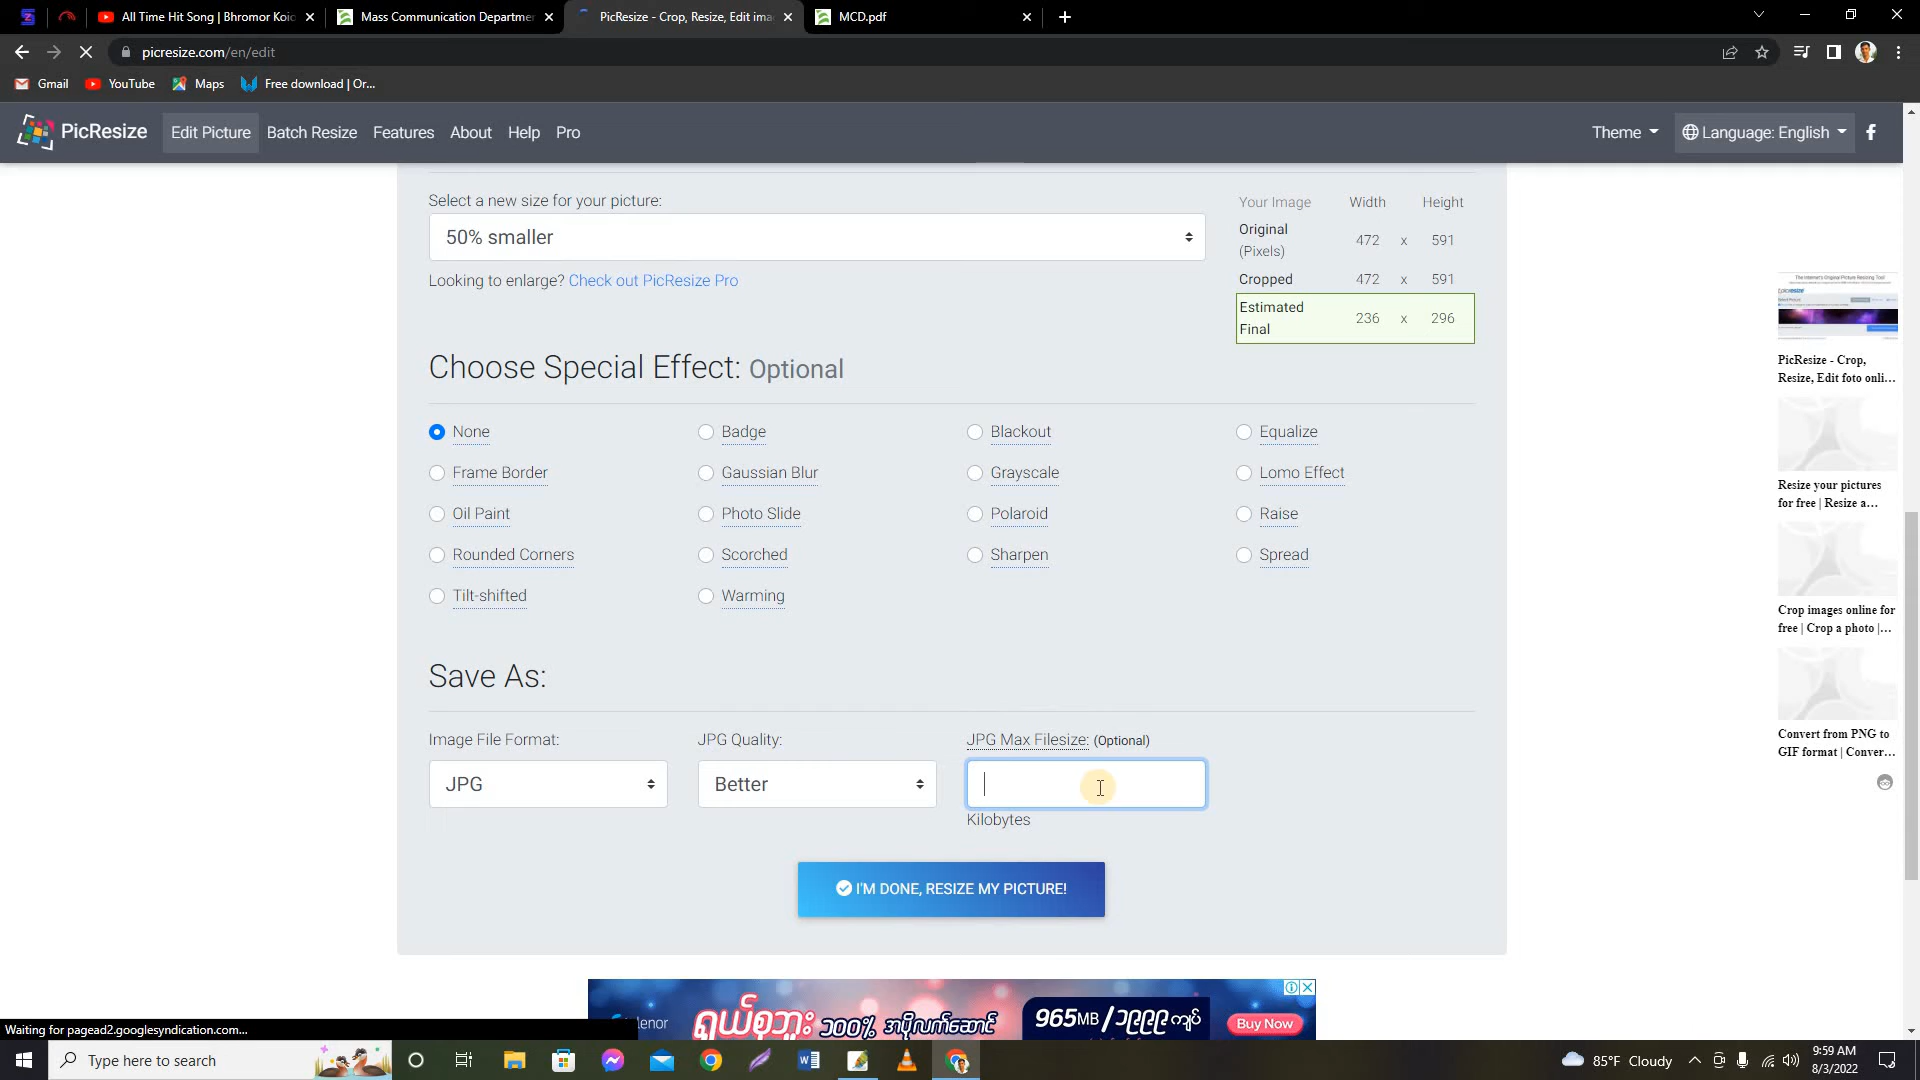 All Time Hit Song | Bhromor Koio
Mass Communication Departme
PicResize - Crop, Resize, Edit ima
MCD.pdf
picresize.com/en/edit
Gmail
YouTube
Maps
Free download | Or...
PicResize
Edit Picture
Batch Resize
Features
About
Help
Pro
Theme
Language: English
Select a new size for your picture:
50% smaller
Looking to enlarge? Check out PicResize Pro
Your Image Width Height
Original
(Pixels) 472 x 591
Cropped 472 x 591
Estimated
Final 236 x 296
Choose Special Effect: Optional
None Badge Blackout Equalize
Frame Border Gaussian Blur Grayscale Lomo Effect
Oil Paint Photo Slide Polaroid Raise
Rounded Corners Scorched Sharpen Spread
Tilt-shifted Warming
Save As:
Image File Format: JPG Quality: JPG Max Filesize: (Optional)
JPG Better
Kilobytes
I'M DONE, RESIZE MY PICTURE!
PicResize - Crop,
Resize, Edit foto onli...
Resize your pictures
for free | Resize a...
Crop images online for
free | Crop a photo |...
Convert from PNG to
GIF format | Conver...
965MB / ၁၉၉၉ ကျပ်
Buy Now
Waiting for pagead2.googlesyndication.com...
Type here to search
85°F Cloudy
9:59 AM
8/3/2022